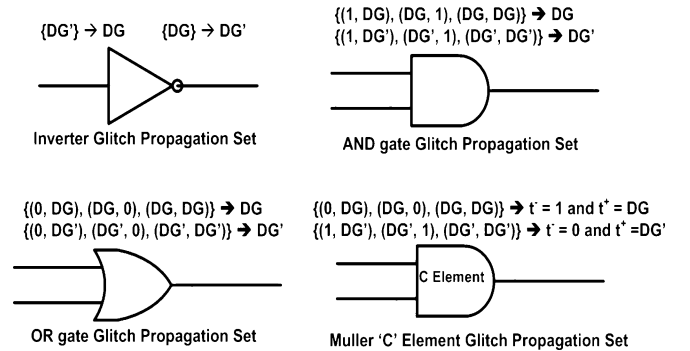 {DG'} → DG {DG} → DG'
Inverter Glitch Propagation Set
{(1, DG), (DG, 1), (DG, DG)} → DG
{(1, DG'), (DG', 1), (DG', DG')} → DG'
AND gate Glitch Propagation Set
{(0, DG), (DG, 0), (DG, DG)} → DG
{(0, DG'), (DG', 0), (DG', DG')} → DG'
OR gate Glitch Propagation Set
{(0, DG), (DG, 0), (DG, DG)} → t⁻ = 1 and t⁺ = DG
{(1, DG'), (DG', 1), (DG', DG')} → t⁻ = 0 and t⁺ =DG'
C Element
Muller 'C' Element Glitch Propagation Set